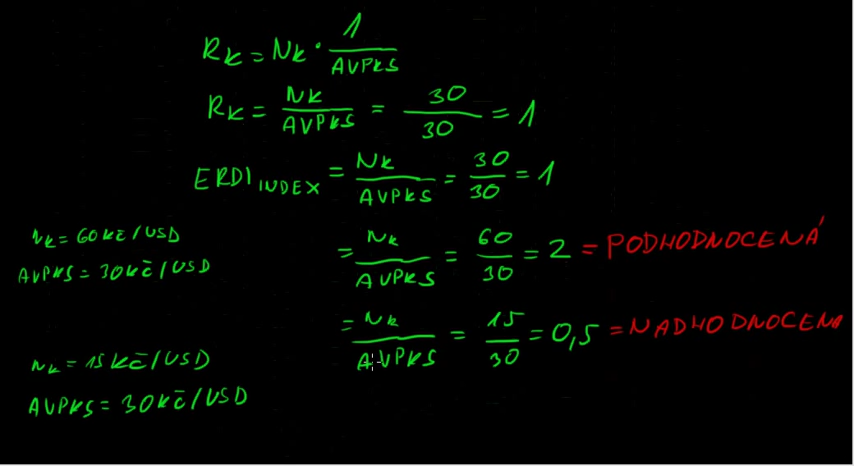 RK = NK · 1/AVPKS
RK = NK/AVPKS = 30/30 = 1
ERDI INDEX = NK/AVPKS = 30/30 = 1
NK = 60 KČ/USD
AVPKS = 30 KČ/USD
= NK/AVPKS = 60/30 = 2 = PODHODNOCENÁ
= NK/AVPKS = 15/30 = 0,5 = NADHODNOCENA
NK = 15 KČ/USD
AVPKS = 30 KČ/USD